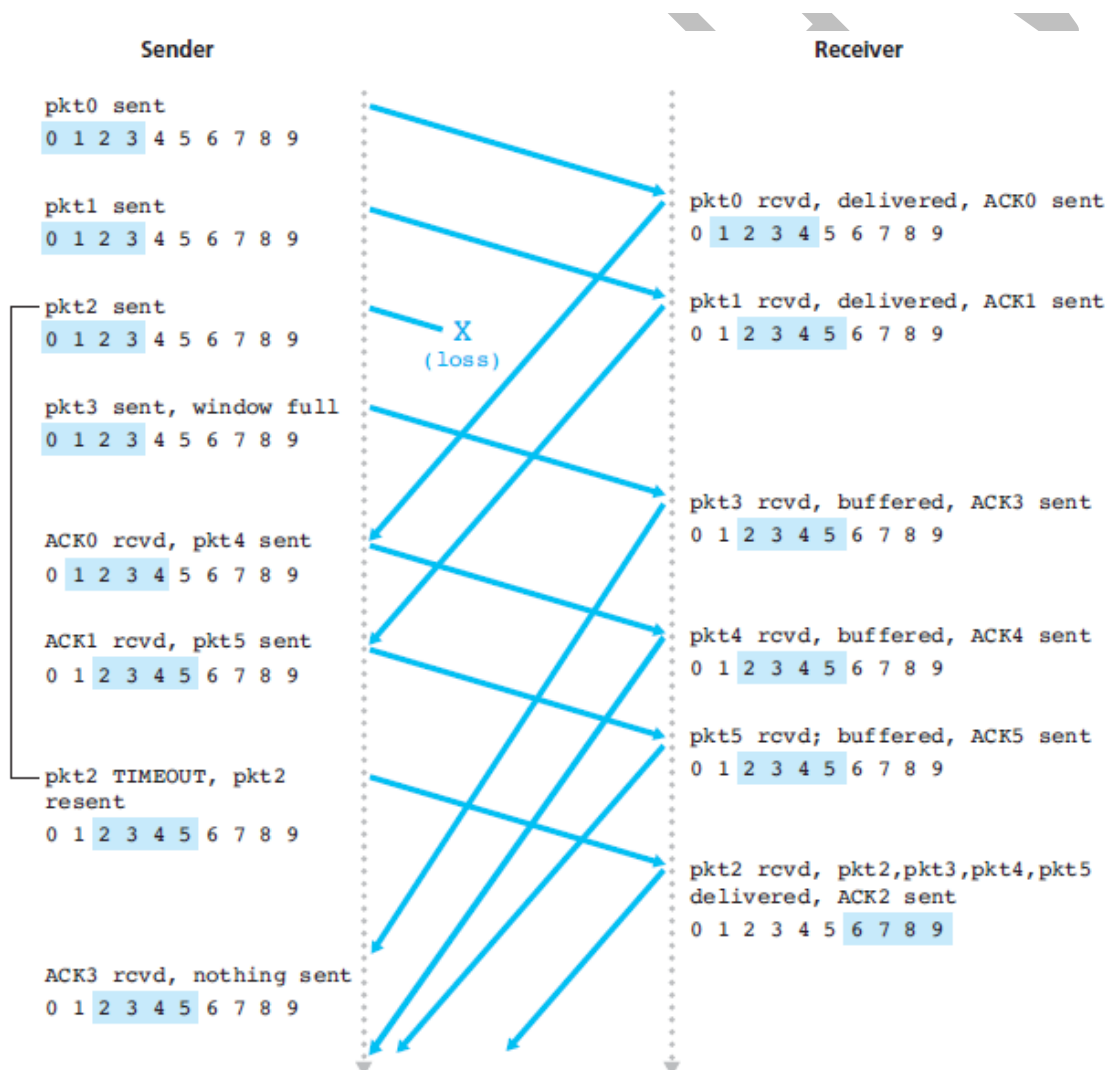 Sender
Receiver
pkt0 sent
0 1 2 3 4 5 6 7 8 9
pkt0 rcvd, delivered, ACK0 sent
0 1 2 3 4 5 6 7 8 9
pkt1 sent
0 1 2 3 4 5 6 7 8 9
pkt1 rcvd, delivered, ACK1 sent
0 1 2 3 4 5 6 7 8 9
pkt2 sent
0 1 2 3 4 5 6 7 8 9
X
(loss)
pkt3 sent, window full
0 1 2 3 4 5 6 7 8 9
pkt3 rcvd, buffered, ACK3 sent
0 1 2 3 4 5 6 7 8 9
ACK0 rcvd, pkt4 sent
0 1 2 3 4 5 6 7 8 9
pkt4 rcvd, buffered, ACK4 sent
0 1 2 3 4 5 6 7 8 9
ACK1 rcvd, pkt5 sent
0 1 2 3 4 5 6 7 8 9
pkt5 rcvd; buffered, ACK5 sent
0 1 2 3 4 5 6 7 8 9
pkt2 TIMEOUT, pkt2
resent
0 1 2 3 4 5 6 7 8 9
pkt2 rcvd, pkt2,pkt3,pkt4,pkt5
delivered, ACK2 sent
0 1 2 3 4 5 6 7 8 9
ACK3 rcvd, nothing sent
0 1 2 3 4 5 6 7 8 9